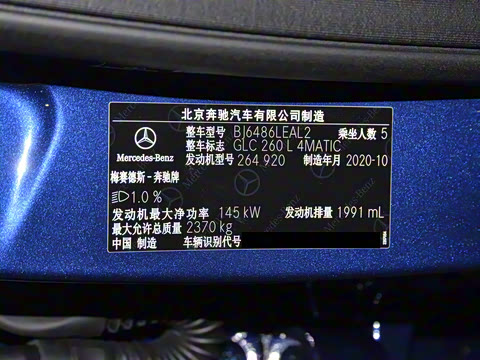 北京奔驰汽车有限公司制造
整车型号 BJ6486LEAL2 乘坐人数 5
整车标志 GLC 260 L 4MATIC
Mercedes-Benz 发动机型号 264 920 制造年月 2020-10
梅赛德斯-奔驰牌
1.0 %
发动机最大净功率 145 kW 发动机排量 1991 mL
最大允许总质量 2370 kg
中国 制造 车辆识别代号